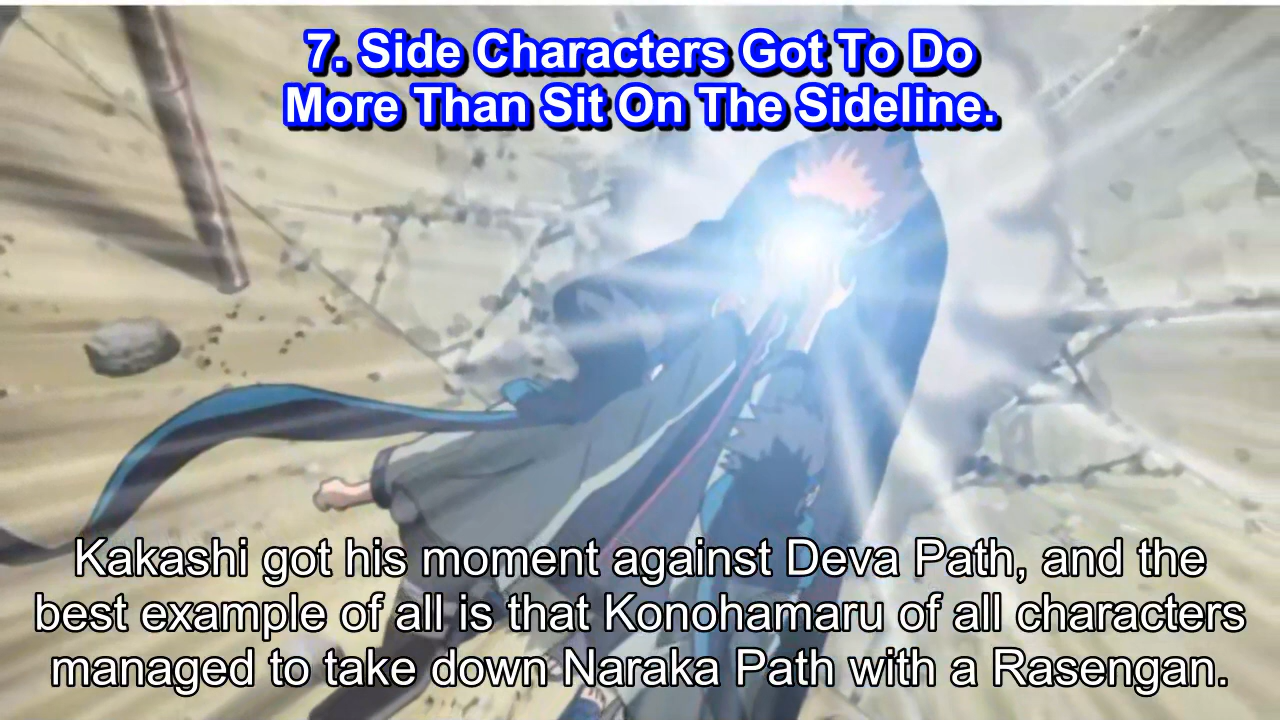 7. Side Characters Got To Do
More Than Sit On The Sideline.
Kakashi got his moment against Deva Path, and the
best example of all is that Konohamaru of all characters
managed to take down Naraka Path with a Rasengan.